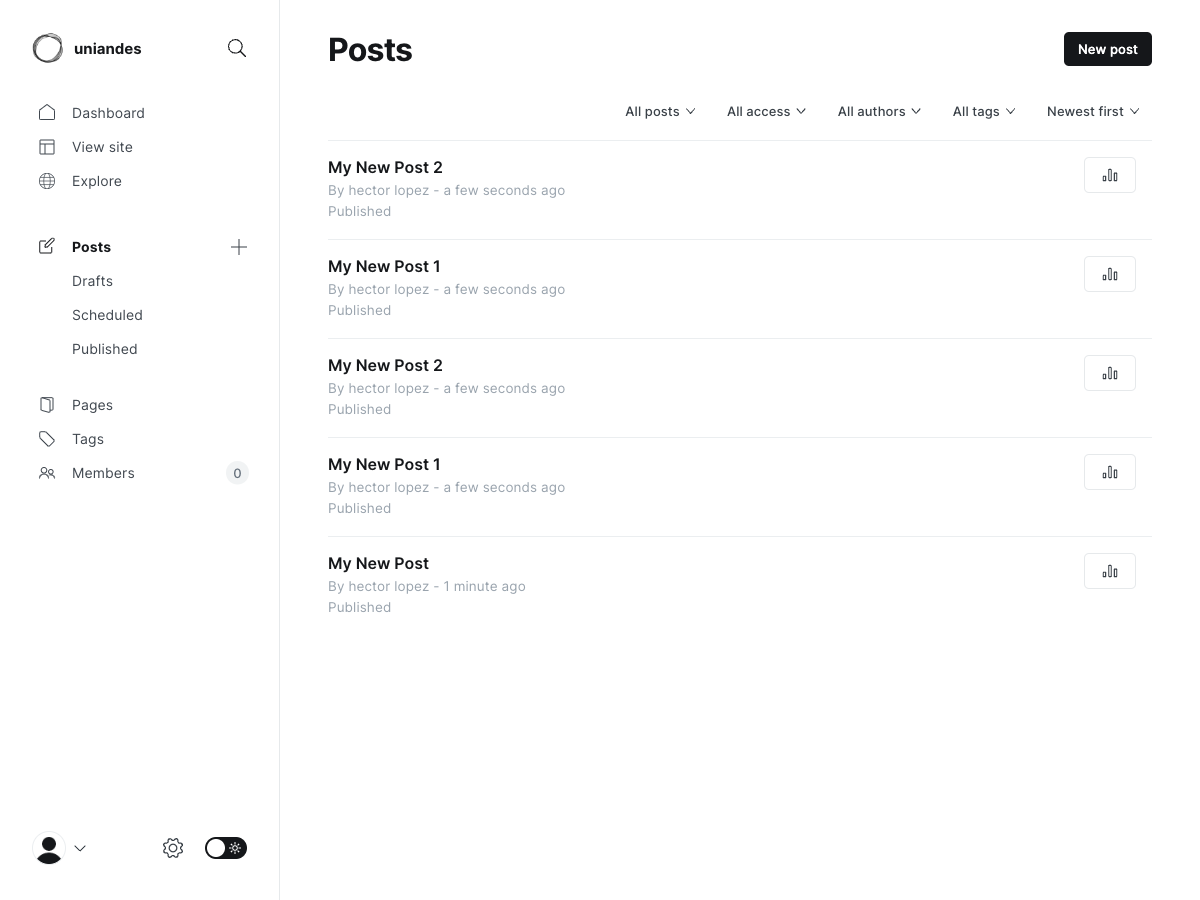 uniandes
Dashboard
View site
Explore
Posts
Drafts
Scheduled
Published
Pages
Tags
Members 0
Posts
New post
All posts All access All authors All tags Newest first
My New Post 2
By hector lopez - a few seconds ago
Published
My New Post 1
By hector lopez - a few seconds ago
Published
My New Post 2
By hector lopez - a few seconds ago
Published
My New Post 1
By hector lopez - a few seconds ago
Published
My New Post
By hector lopez - 1 minute ago
Published